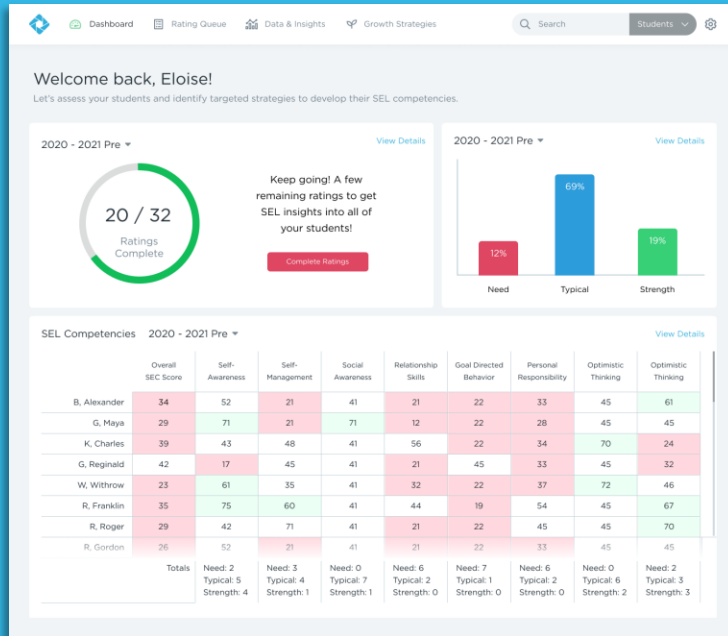 Dashboard Rating Queue Data & Insights Growth Strategies Search Students
Welcome back, Eloise!
Let's assess your students and identify targeted strategies to develop their SEL competencies.
2020 - 2021 Pre View Details
20 / 32
Ratings
Complete
Keep going! A few
remaining ratings to get
SEL insights into all of
your students!
Complete Ratings
2020 - 2021 Pre View Details
12% 69% 19%
Need Typical Strength
SEL Competencies 2020 - 2021 Pre View Details
Overall Self- Self- Social Relationship Goal Directed Personal Optimistic Optimistic
SEC Score Awareness Management Awareness Skills Behavior Responsibility Thinking Thinking
B, Alexander 34 52 21 41 21 22 33 45 61
G, Maya 29 71 21 71 12 22 28 45 45
K, Charles 39 43 48 41 56 22 34 70 24
G, Reginald 42 17 45 41 21 45 33 45 32
W, Withrow 23 61 35 41 32 22 37 72 46
R, Franklin 35 75 60 41 44 19 54 45 67
R, Roger 29 42 71 41 21 22 45 45 70
R, Gordon 26 52 21 41 21 22 33 45 45
Totals Need: 2 Need: 3 Need: 0 Need: 6 Need: 7 Need: 6 Need: 0 Need: 2
Typical: 5 Typical: 4 Typical: 7 Typical: 2 Typical: 1 Typical: 2 Typical: 6 Typical: 3
Strength: 4 Strength: 1 Strength: 1 Strength: 0 Strength: 0 Strength: 0 Strength: 2 Strength: 3